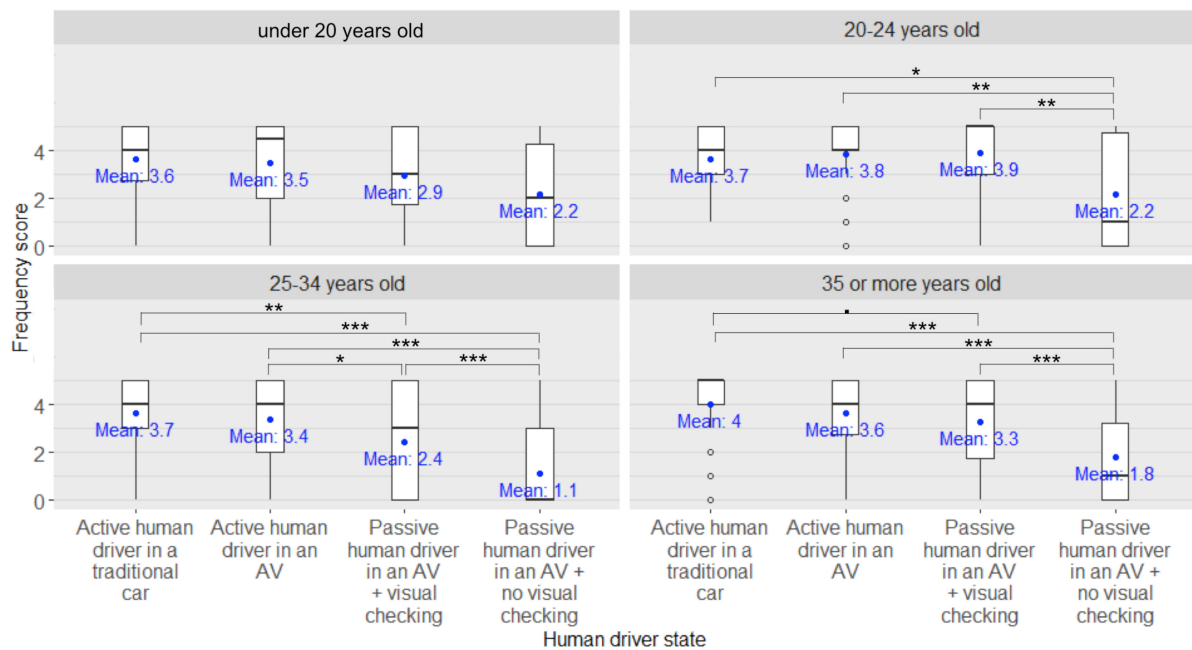 under 20 years old
20-24 years old
*
**
**
4
2
0
Mean: 3.6
Mean: 3.5
Mean: 2.9
Mean: 2.2
Mean: 3.7
Mean: 3.8
Mean: 3.9
Mean: 2.2
Frequency score
25-34 years old
35 or more years old
**
***
***
*
***
.
***
***
***
4
2
0
Mean: 3.7
Mean: 3.4
Mean: 2.4
Mean: 1.1
Mean: 4
Mean: 3.6
Mean: 3.3
Mean: 1.8
Active human
driver in a
traditional
car
Active human
driver in an
AV
Passive
human driver
in an AV
+ visual
checking
Passive
human driver
in an AV +
no visual
checking
Active human
driver in a
traditional
car
Active human
driver in an
AV
Passive
human driver
in an AV
+ visual
checking
Passive
human driver
in an AV +
no visual
checking
Human driver state